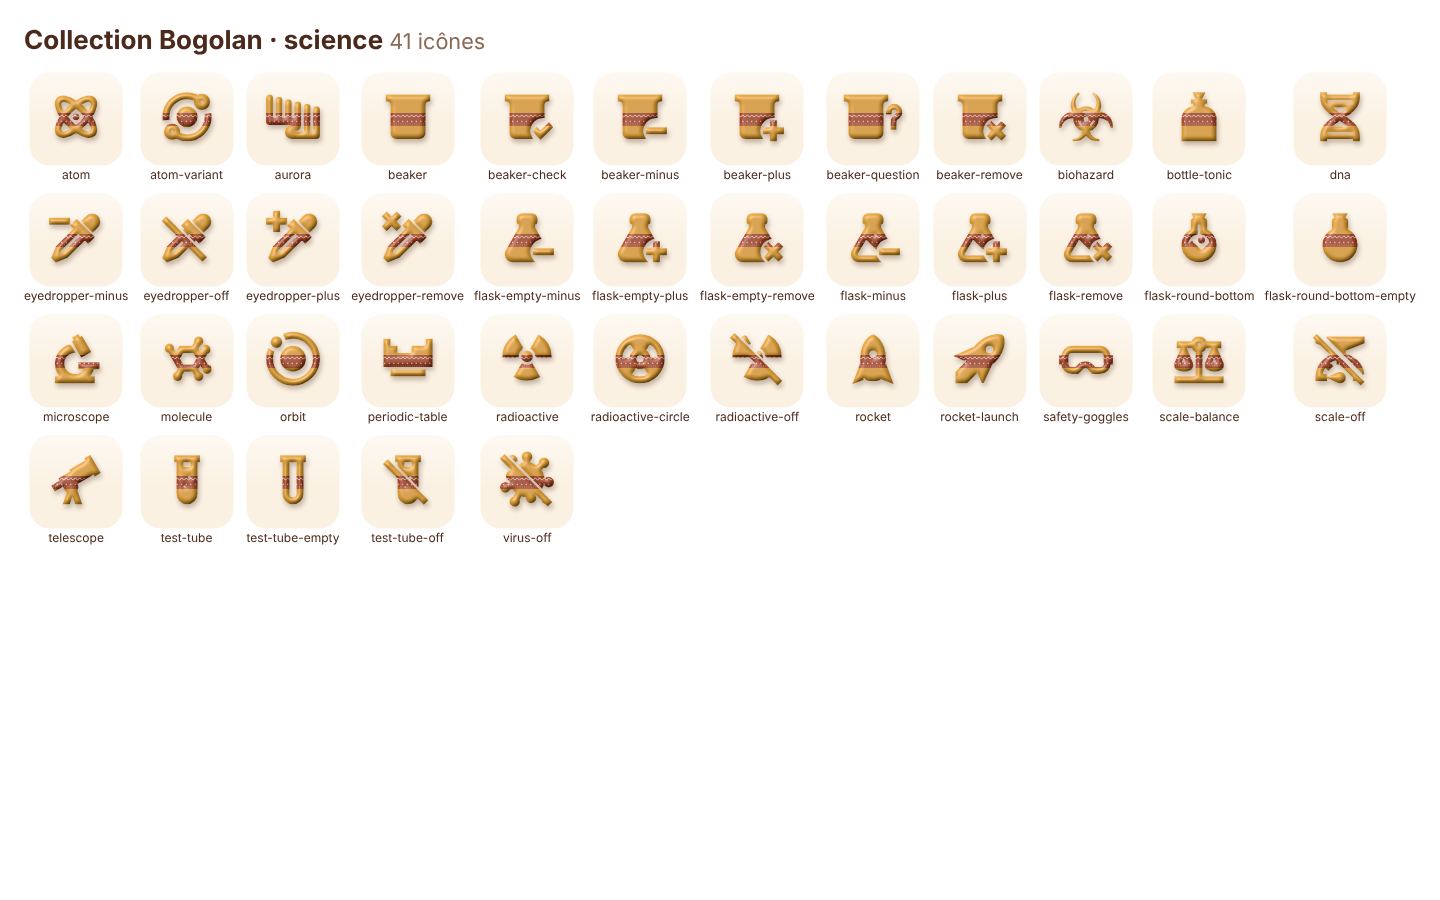 Collection Bogolan · science 41 icônes
atom atom-variant aurora beaker beaker-check beaker-minus beaker-plus beaker-question beaker-remove biohazard bottle-tonic dna
eyedropper-minus eyedropper-off eyedropper-plus eyedropper-remove flask-empty-minus flask-empty-plus flask-empty-remove flask-minus flask-plus flask-remove flask-round-bottom flask-round-bottom-empty
microscope molecule orbit periodic-table radioactive radioactive-circle radioactive-off rocket rocket-launch safety-goggles scale-balance scale-off
telescope test-tube test-tube-empty test-tube-off virus-off